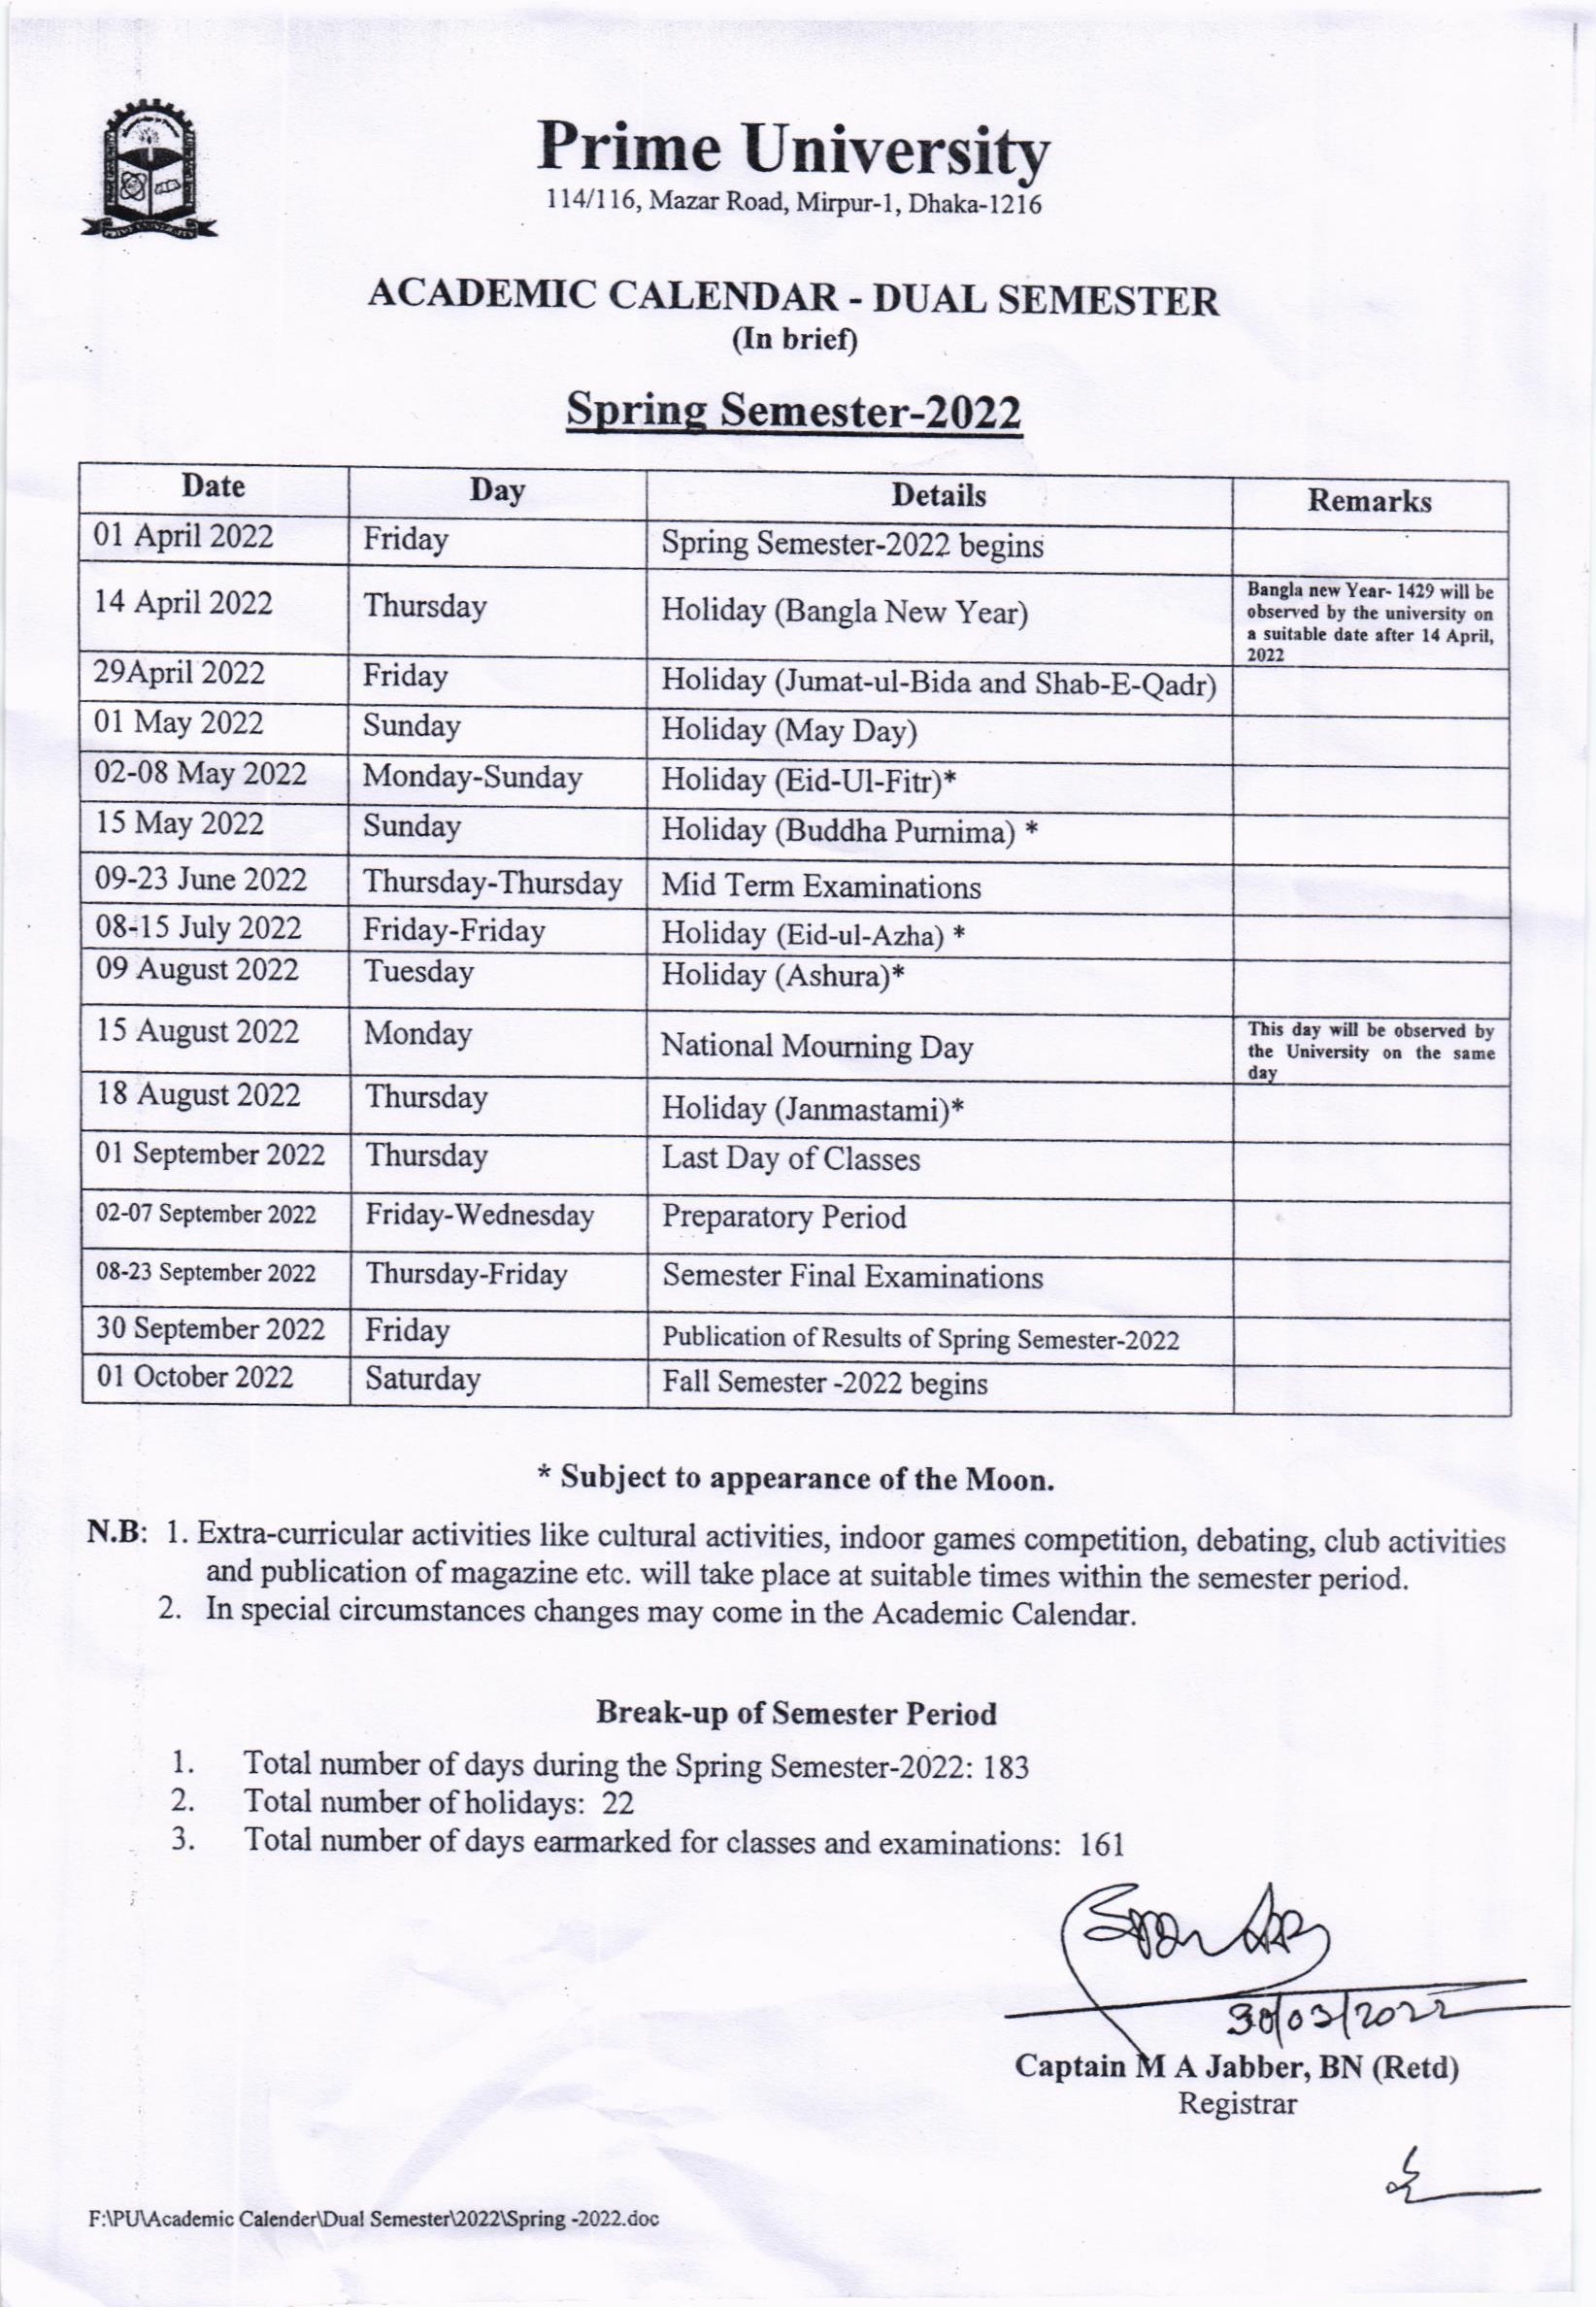 Prime University
114/116, Mazar Road, Mirpur-1, Dhaka-1216
ACADEMIC CALENDAR - DUAL SEMESTER
(In brief)
Spring Semester-2022
Date Day Details Remarks
01 April 2022 Friday Spring Semester-2022 begins
14 April 2022 Thursday Holiday (Bangla New Year) Bangla new Year- 1429 will be
observed by the university on
a suitable date after 14 April,
2022
29April 2022 Friday Holiday (Jumat-ul-Bida and Shab-E-Qadr)
01 May 2022 Sunday Holiday (May Day)
02-08 May 2022 Monday-Sunday Holiday (Eid-Ul-Fitr)*
15 May 2022 Sunday Holiday (Buddha Purnima) *
09-23 June 2022 Thursday-Thursday Mid Term Examinations
08-15 July 2022 Friday-Friday Holiday (Eid-ul-Azha) *
09 August 2022 Tuesday Holiday (Ashura)*
15 August 2022 Monday National Mourning Day This day will be observed by
the University on the same
day
18 August 2022 Thursday Holiday (Janmastami)*
01 September 2022 Thursday Last Day of Classes
02-07 September 2022 Friday-Wednesday Preparatory Period
08-23 September 2022 Thursday-Friday Semester Final Examinations
30 September 2022 Friday Publication of Results of Spring Semester-2022
01 October 2022 Saturday Fall Semester -2022 begins
* Subject to appearance of the Moon.
N.B: 1. Extra-curricular activities like cultural activities, indoor games competition, debating, club activities
and publication of magazine etc. will take place at suitable times within the semester period.
2. In special circumstances changes may come in the Academic Calendar.
Break-up of Semester Period
1. Total number of days during the Spring Semester-2022: 183
2. Total number of holidays: 22
3. Total number of days earmarked for classes and examinations: 161
30/03/2022
Captain M A Jabber, BN (Retd)
Registrar
F:\PU\Academic Calender\Dual Semester\2022\Spring -2022.doc